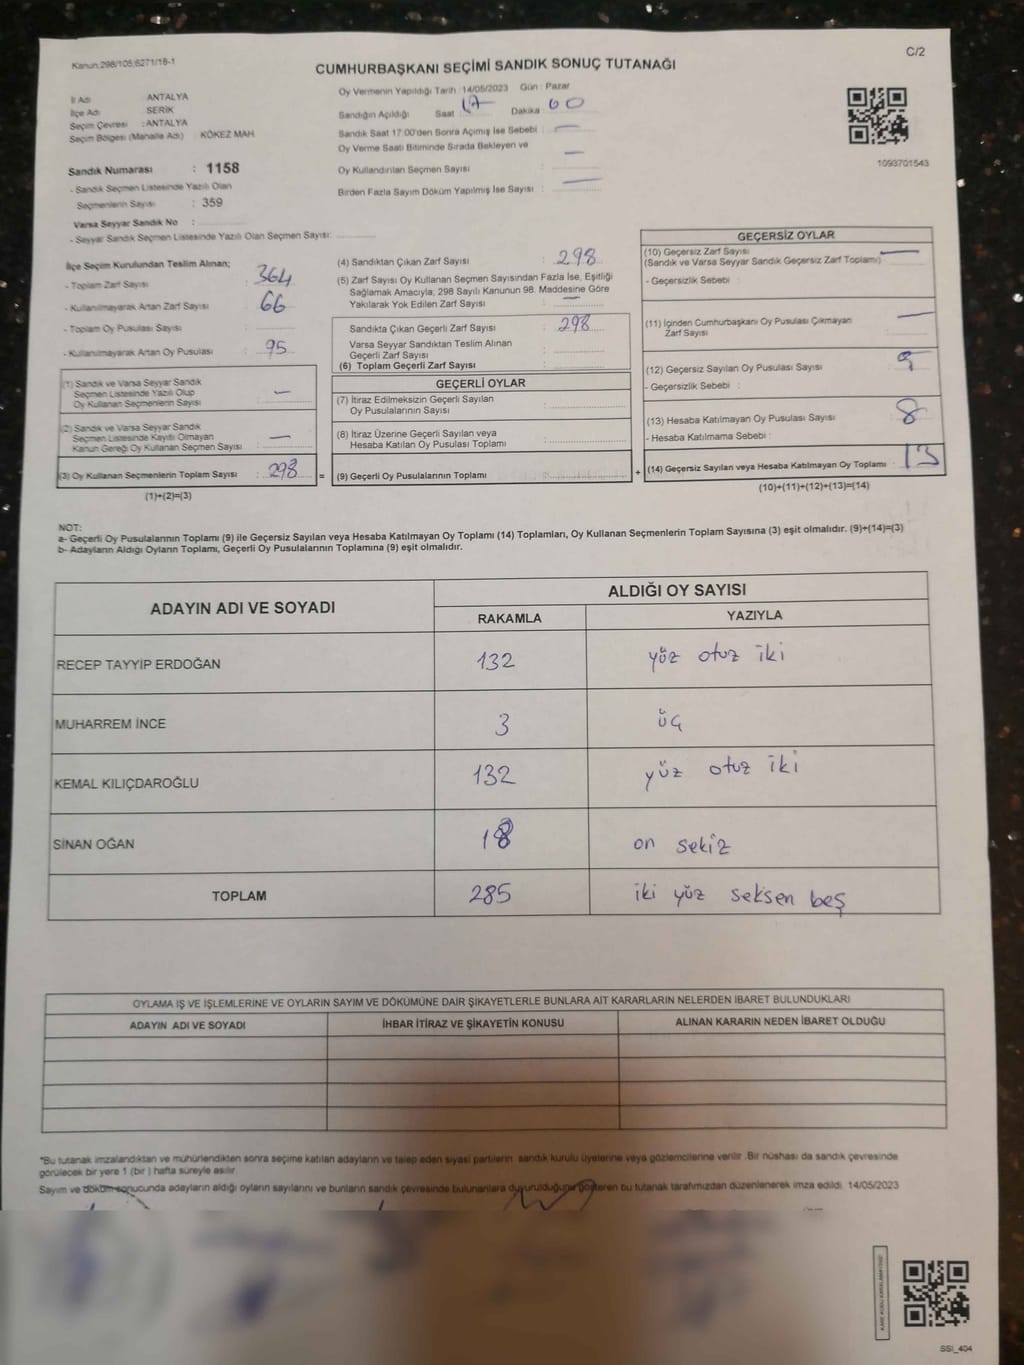 C/2
Kanun:298/105;6271/18-1
CUMHURBAŞKANI SEÇİMİ SANDIK SONUÇ TUTANAĞI
İl Adı ANTALYA
İlçe Adı SERİK
Seçim Çevresi : ANTALYA
Seçim Bölgesi (Mahalle Adı) KÖKEZ MAH
Sandık Numarası : 1158
- Sandık Seçmen Listesinde Yazılı Olan
Seçmenlerin Sayısı : 359
Varsa Seyyar Sandık No :
- Seyyar Sandık Seçmen Listesinde Yazılı Olan Seçmen Sayısı:
Oy Vermenin Yapıldığı Tarih : 14/05/2023 Gün : Pazar
Sandığın Açıldığı Saat 17 Dakika 00
Sandık Saat 17:00'den Sonra Açımış İse Sebebi : —
Oy Verme Saati Bitiminde Sırada Bekleyen ve
Oy Kullandırılan Seçmen Sayısı —
Birden Fazla Sayım Döküm Yapılmış İse Sayısı : —
1093701543
İlçe Seçim Kurulundan Teslim Alınan;
- Toplam Zarf Sayısı : 364
- Kullanılmayarak Artan Zarf Sayısı : 66
- Toplam Oy Pusulası Sayısı :
- Kullanılmayarak Artan Oy Pusulası : 95
(1) Sandık ve Varsa Seyyar Sandık
Seçmen Listesinde Yazılı Olup
Oy Kullanan Seçmenlerin Sayısı : —
(2) Sandık ve Varsa Seyyar Sandık
Seçmen Listesinde Kayıtlı Olmayan
Kanun Gereği Oy Kullanan Seçmen Sayısı : —
(3) Oy Kullanan Seçmenlerin Toplam Sayısı : 298 =
(1)+(2)=(3)
(4) Sandıktan Çıkan Zarf Sayısı : 298
(5) Zarf Sayısı Oy Kullanan Seçmen Sayısından Fazla İse, Eşitliği
Sağlamak Amacıyla; 298 Sayılı Kanunun 98. Maddesine Göre
Yakılarak Yok Edilen Zarf Sayısı : —
Sandıkta Çıkan Geçerli Zarf Sayısı : 298
Varsa Seyyar Sandıktan Teslim Alınan
Geçerli Zarf Sayısı :
(6) Toplam Geçerli Zarf Sayısı :
GEÇERLİ OYLAR
(7) İtiraz Edilmeksizin Geçerli Sayılan
Oy Pusulalarının Sayısı :
(8) İtiraz Üzerine Geçerli Sayılan veya
Hesaba Katılan Oy Pusulası Toplamı :
(9) Geçerli Oy Pusulalarının Toplamı : +
GEÇERSİZ OYLAR
(10) Geçersiz Zarf Sayısı
(Sandık ve Varsa Seyyar Sandık Geçersiz Zarf Toplamı) —
- Geçersizlik Sebebi :
(11) İçinden Cumhurbaşkanı Oy Pusulası Çıkmayan
Zarf Sayısı —
(12) Geçersiz Sayılan Oy Pusulası Sayısı :
- Geçersizlik Sebebi :
(13) Hesaba Katılmayan Oy Pusulası Sayısı : 8
- Hesaba Katılmama Sebebi :
(14) Geçersiz Sayılan veya Hesaba Katılmayan Oy Toplamı : 13
(10)+(11)+(12)+(13)=(14)
NOT:
a- Geçerli Oy Pusulalarının Toplamı (9) ile Geçersiz Sayılan veya Hesaba Katılmayan Oy Toplamı (14) Toplamları, Oy Kullanan Seçmenlerin Toplam Sayısına (3) eşit olmalıdır. (9)+(14)=(3)
b- Adayların Aldığı Oyların Toplamı, Geçerli Oy Pusulalarının Toplamına (9) eşit olmalıdır.
ADAYIN ADI VE SOYADI ALDIĞI OY SAYISI
RAKAMLA YAZIYLA
RECEP TAYYİP ERDOĞAN 132 yüz otuz iki
MUHARREM İNCE 3 üç
KEMAL KILIÇDAROĞLU 132 yüz otuz iki
SİNAN OĞAN 18 on sekiz
TOPLAM 285 iki yüz seksen beş
OYLAMA İŞ VE İŞLEMLERİNE VE OYLARIN SAYIM VE DÖKÜMÜNE DAİR ŞİKAYETLERLE BUNLARA AİT KARARLARIN NELERDEN İBARET BULUNDUKLARI
ADAYIN ADI VE SOYADI İHBAR İTİRAZ VE ŞİKAYETİN KONUSU ALINAN KARARIN NEDEN İBARET OLDUĞU
*Bu tutanak imzalandıktan ve mühürlendikten sonra seçime katılan adayların ve talep eden siyasi partilerin sandık kurulu üyelerine veya gözlemcilerine verilir .Bir nüshası da sandık çevresinde
görülecek bir yere 1 (bir ) hafta süreyle asılır
Sayım ve döküm sonucunda adayların aldığı oyların sayılarını ve bunların sandık çevresinde bulunanlara duyurulduğunu gösteren bu tutanak tarafımızdan düzenlenerek imza edildi. 14/05/2023
SSI_404